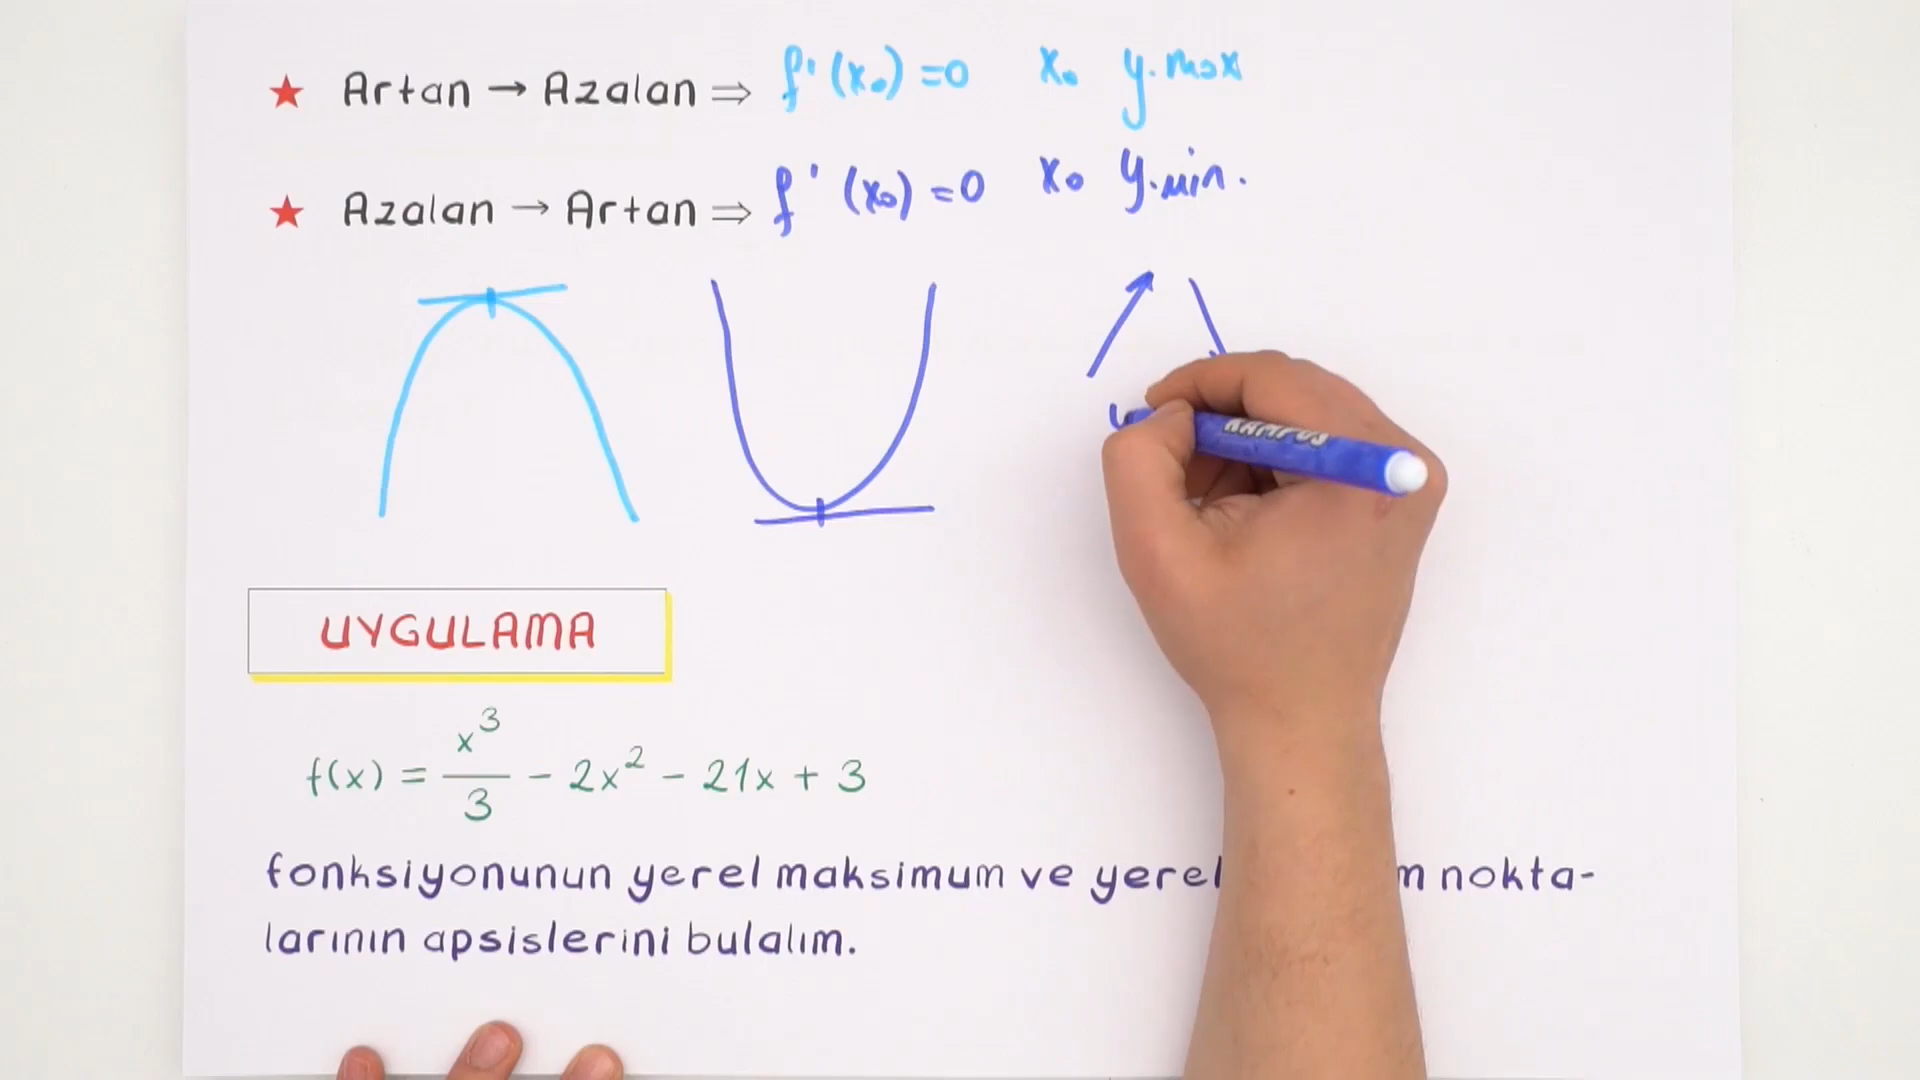 ★ Artan → Azalan ⇒ f'(x₀) = 0 x₀ y.max
★ Azalan → Artan ⇒ f'(x₀) = 0 x₀ y.min.
KAMPÜS
UYGULAMA
f(x) = x³/3 - 2x² - 21x + 3
fonksiyonunun yerel maksimum ve yerel m nokta-
larının apsislerini bulalım.